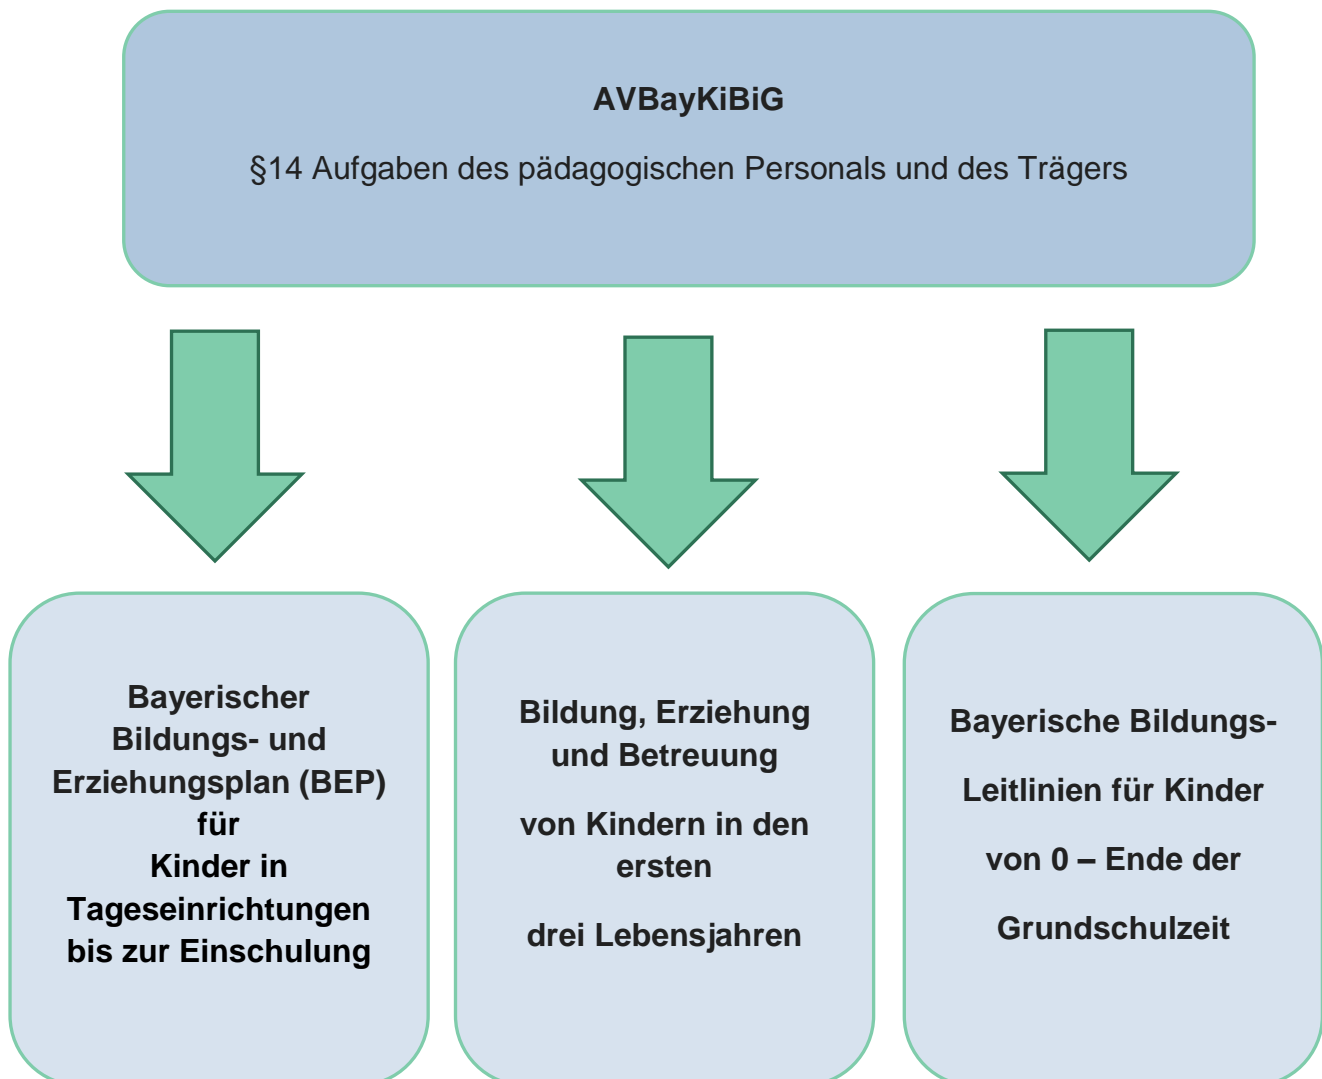 AVBayKiBiG
§14 Aufgaben des pädagogischen Personals und des Trägers
Bayerischer
Bildungs- und
Erziehungsplan (BEP)
für
Kinder in
Tageseinrichtungen
bis zur Einschulung
Bildung, Erziehung
und Betreuung
von Kindern in den
ersten
drei Lebensjahren
Bayerische Bildungs-
Leitlinien für Kinder
von 0 – Ende der
Grundschulzeit